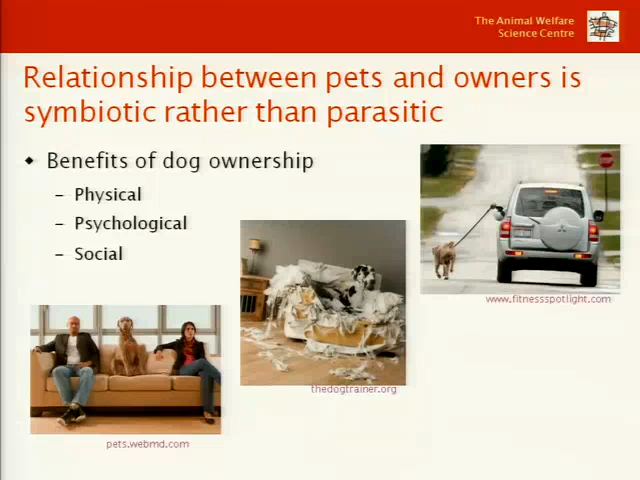 The Animal Welfare
Science Centre
Relationship between pets and owners is
symbiotic rather than parasitic
Benefits of dog ownership
– Physical
– Psychological
– Social
www.fitnessspotlight.com
thedogtrainer.org
pets.webmd.com